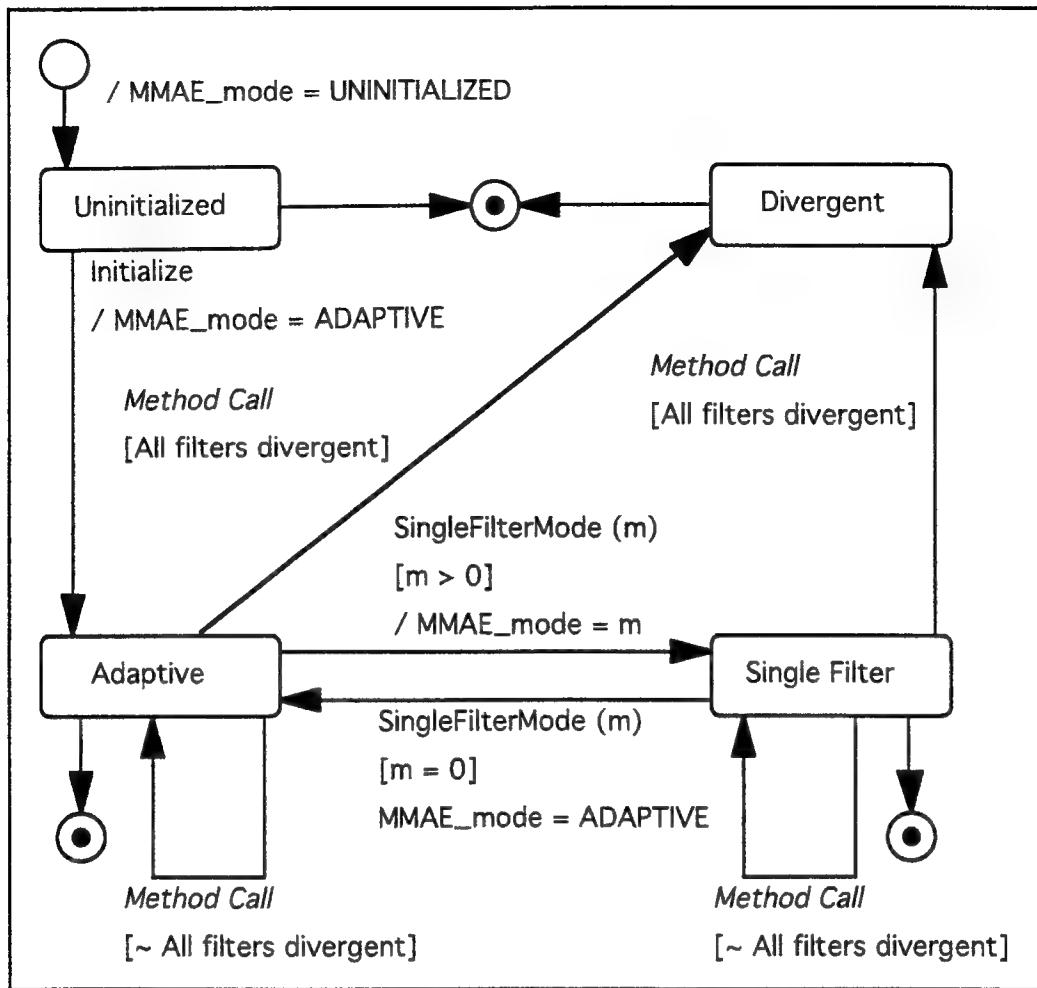 / MMAE_mode = UNINITIALIZED
Uninitialized
Divergent
Initialize
/ MMAE_mode = ADAPTIVE
Method Call
[All filters divergent]
Method Call
[All filters divergent]
SingleFilterMode (m)
[m > 0]
/ MMAE_mode = m
Adaptive
Single Filter
SingleFilterMode (m)
[m = 0]
MMAE_mode = ADAPTIVE
Method Call
[~ All filters divergent]
Method Call
[~ All filters divergent]